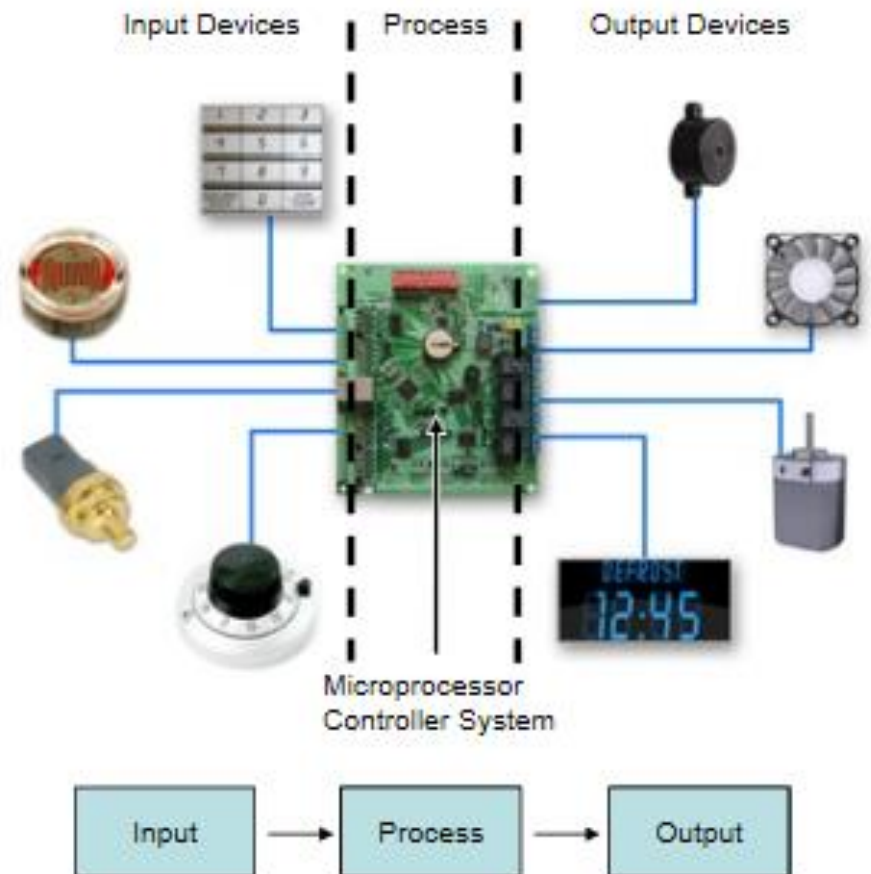 Input Devices
Process
Output Devices
1 2 3
4 5 6
7 8 9
0
DEFROST
12:45
Microprocessor
Controller System
Input
Process
Output